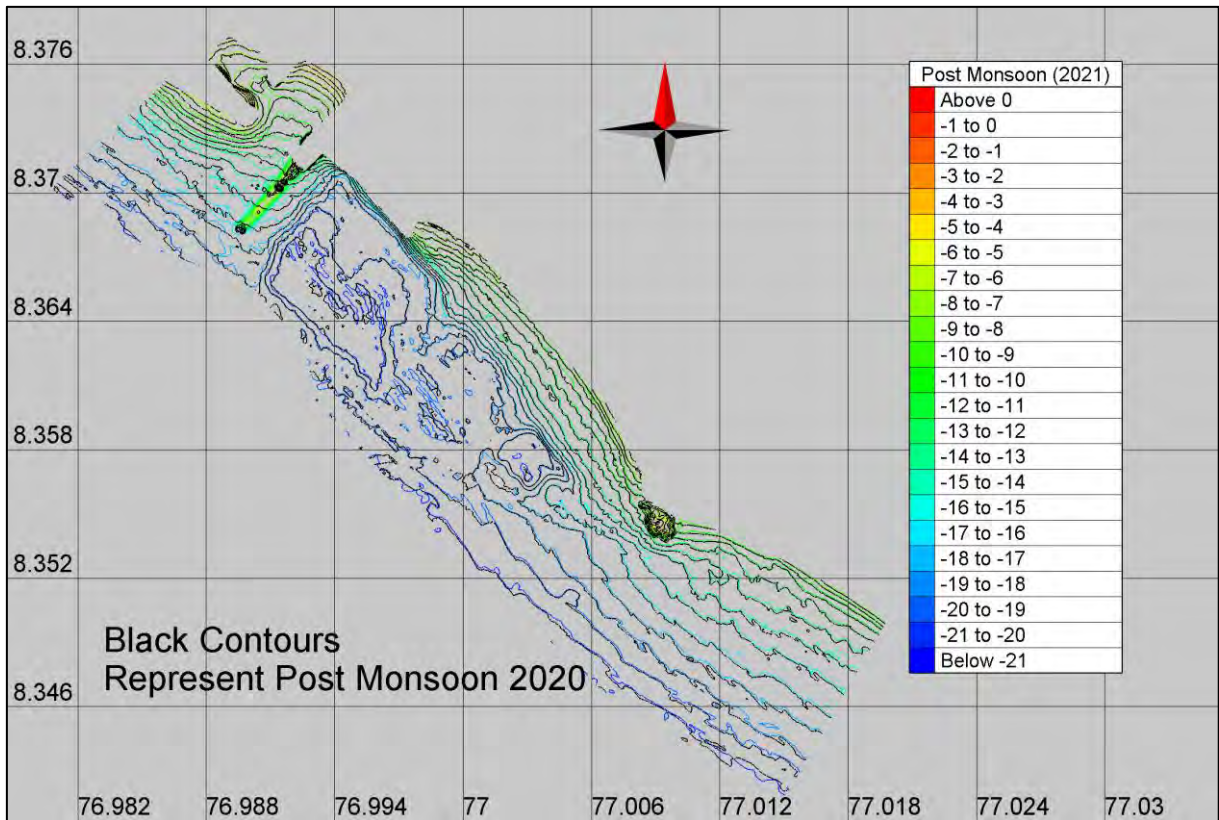 8.376
8.37
8.364
8.358
8.352
8.346
Post Monsoon (2021)
Above 0
-1 to 0
-2 to -1
-3 to -2
-4 to -3
-5 to -4
-6 to -5
-7 to -6
-8 to -7
-9 to -8
-10 to -9
-11 to -10
-12 to -11
-13 to -12
-14 to -13
-15 to -14
-16 to -15
-17 to -16
-18 to -17
-19 to -18
-20 to -19
-21 to -20
Below -21
Black Contours
Represent Post Monsoon 2020
76.982 76.988 76.994 77 77.006 77.012 77.018 77.024 77.03